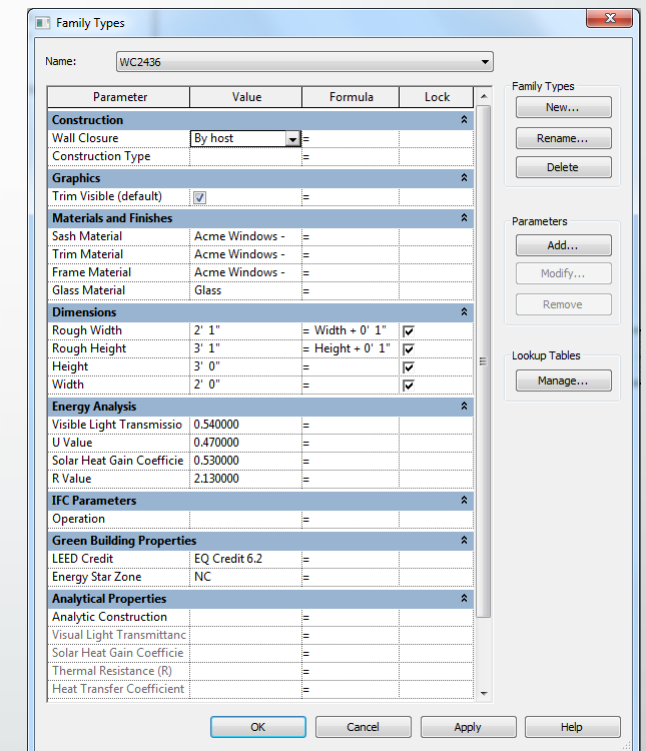 Family Types
Name: WC2436
Parameter Value Formula Lock
Construction
Wall Closure By host =
Construction Type =
Graphics
Trim Visible (default) =
Materials and Finishes
Sash Material Acme Windows - =
Trim Material Acme Windows - =
Frame Material Acme Windows - =
Glass Material Glass =
Dimensions
Rough Width 2' 1" = Width + 0' 1"
Rough Height 3' 1" = Height + 0' 1"
Height 3' 0" =
Width 2' 0" =
Energy Analysis
Visible Light Transmissio 0.540000 =
U Value 0.470000 =
Solar Heat Gain Coefficie 0.530000 =
R Value 2.130000 =
IFC Parameters
Operation =
Green Building Properties
LEED Credit EQ Credit 6.2 =
Energy Star Zone NC =
Analytical Properties
Analytic Construction =
Visual Light Transmittanc =
Solar Heat Gain Coefficie =
Thermal Resistance (R) =
Heat Transfer Coefficient =
Family Types
New...
Rename...
Delete
Parameters
Add...
Modify...
Remove
Lookup Tables
Manage...
OK Cancel Apply Help